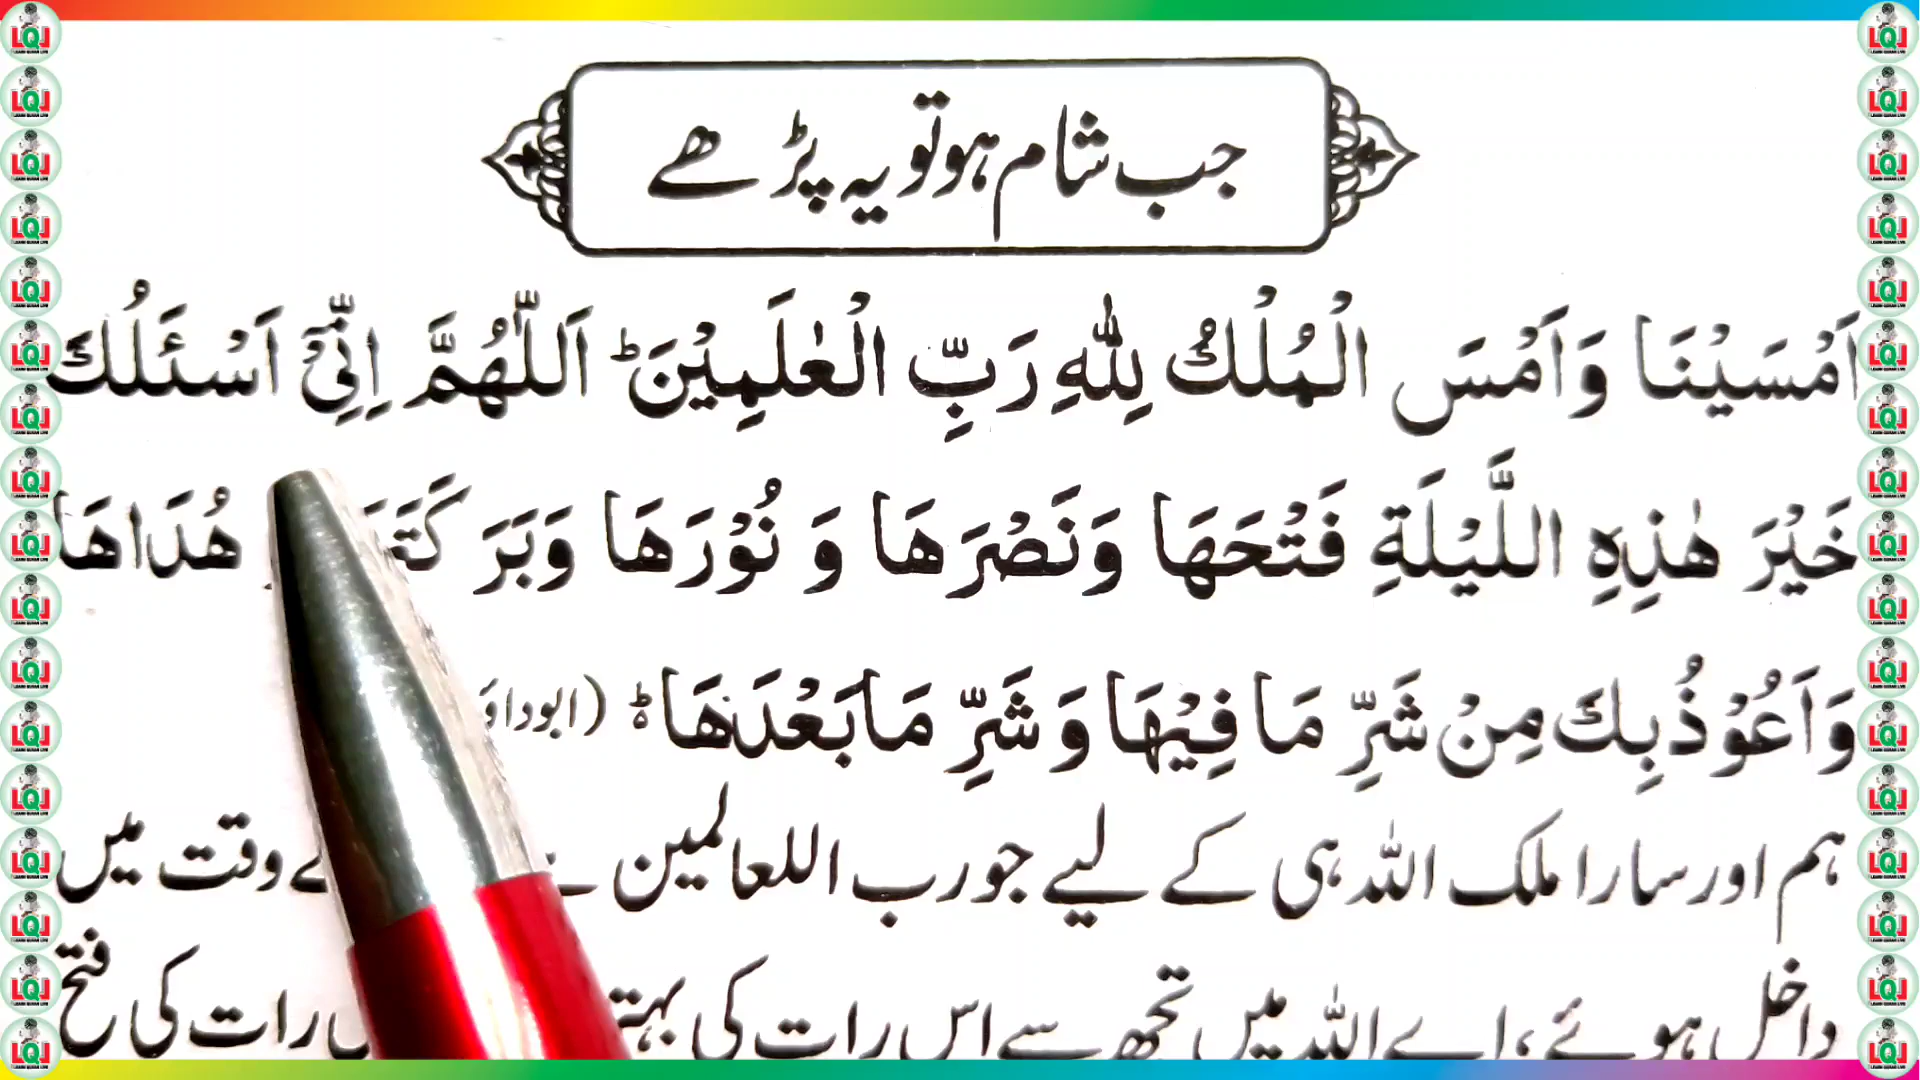 جب شام ہو تو یہ پڑھے
اَمْسَيْنَا وَاَمْسَى الْمُلْكُ لِلّٰهِ رَبِّ الْعٰلَمِيْنَ ؕ اَللّٰهُمَّ اِنِّيْٓ اَسْئَلُكَ
خَيْرَ هٰذِهِ اللَّيْلَةِ فَتْحَهَا وَنَصْرَهَا وَ نُوْرَهَا وَبَرَ هُدَاهَا
وَاَعُوْذُبِكَ مِنْ شَرِّ مَا فِيْهَا وَشَرِّ مَا بَعْدَهَا ؕ
ہم اور سارا ملک اللہ ہی کے لیے جو رب اللعالمین وقت میں
داخل ہوئے، اے اللہ میں تجھ سے اس رات کی رات کی فتح